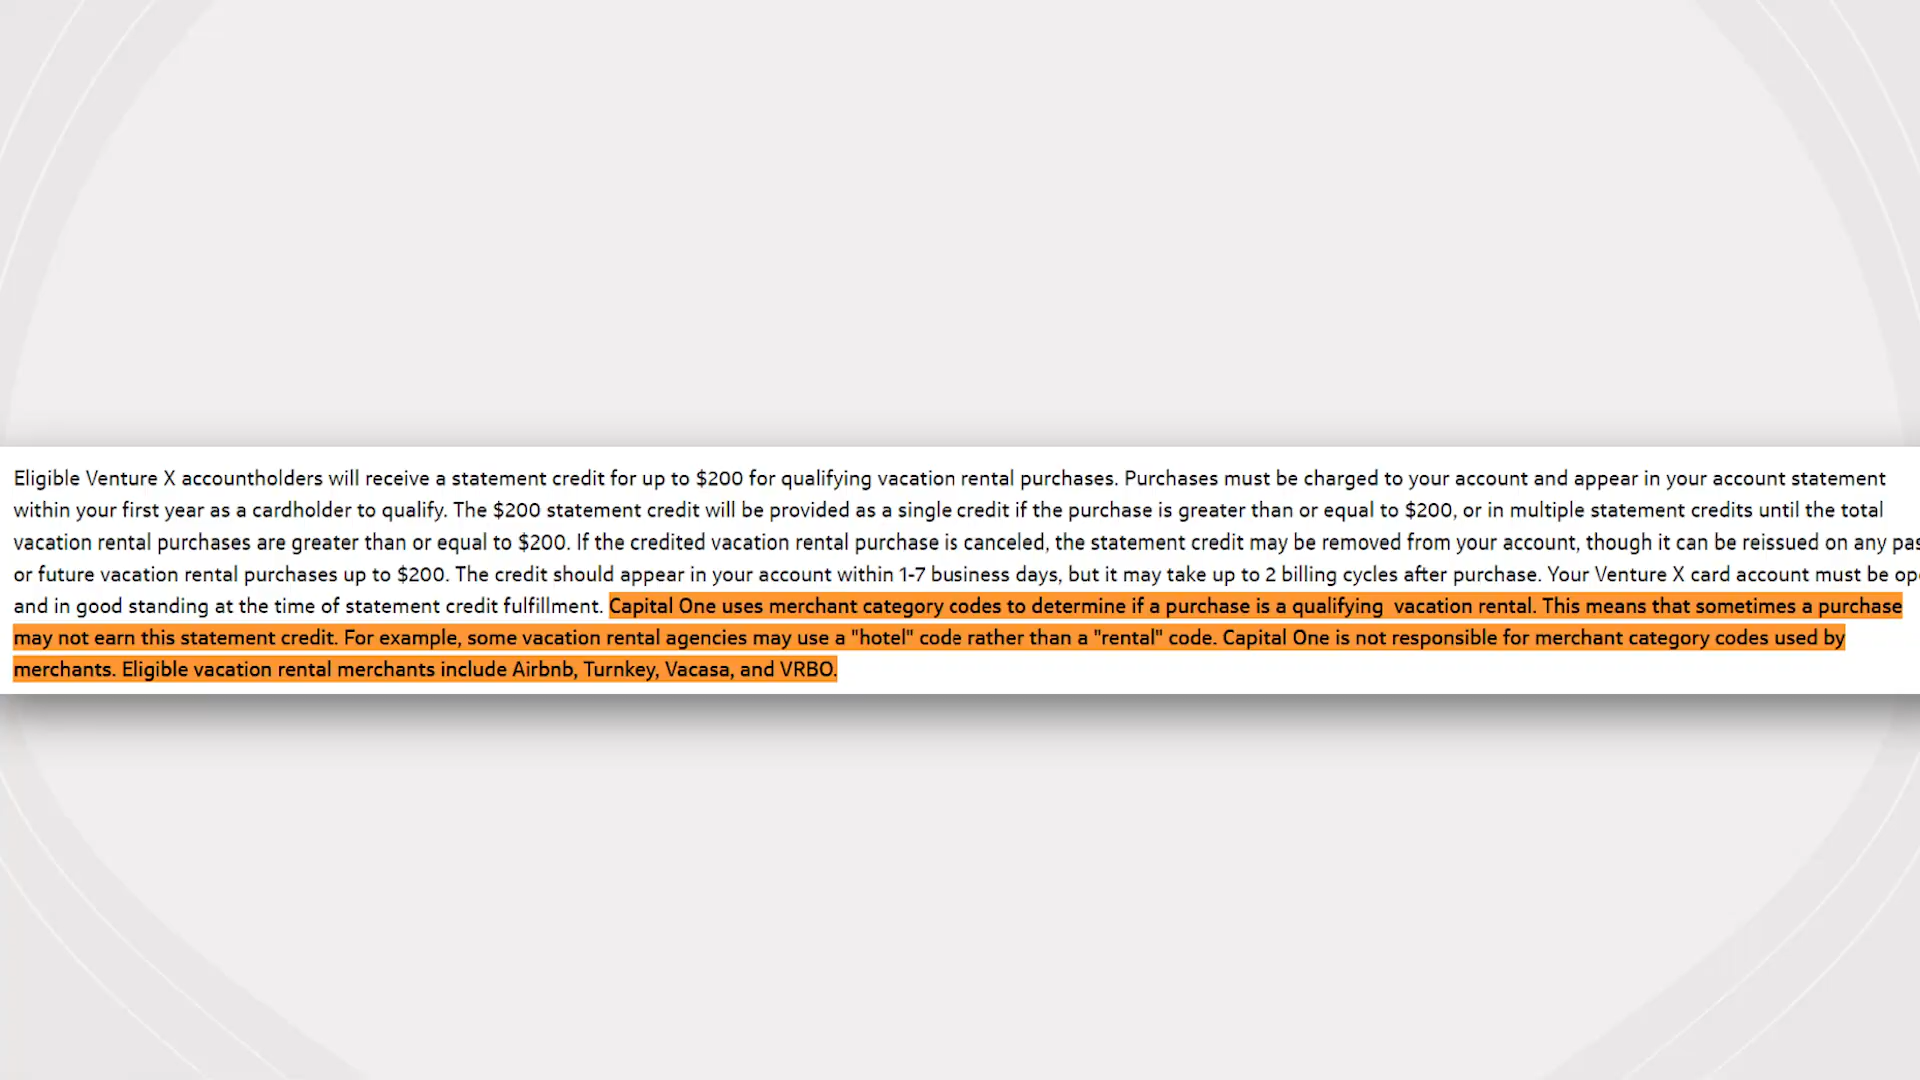 Eligible Venture X accountholders will receive a statement credit for up to $200 for qualifying vacation rental purchases. Purchases must be charged to your account and appear in your account statement
within your first year as a cardholder to qualify. The $200 statement credit will be provided as a single credit if the purchase is greater than or equal to $200, or in multiple statement credits until the total
vacation rental purchases are greater than or equal to $200. If the credited vacation rental purchase is canceled, the statement credit may be removed from your account, though it can be reissued on any pas
or future vacation rental purchases up to $200. The credit should appear in your account within 1-7 business days, but it may take up to 2 billing cycles after purchase. Your Venture X card account must be op
and in good standing at the time of statement credit fulfillment. Capital One uses merchant category codes to determine if a purchase is a qualifying  vacation rental. This means that sometimes a purchase
may not earn this statement credit. For example, some vacation rental agencies may use a "hotel" code rather than a "rental" code. Capital One is not responsible for merchant category codes used by
merchants. Eligible vacation rental merchants include Airbnb, Turnkey, Vacasa, and VRBO.